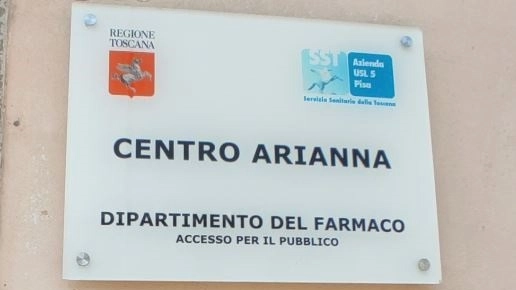 REGIONE
TOSCANA
SST
Azienda
USL 5
Pisa
Servizio Sanitario della Toscana
CENTRO ARIANNA
DIPARTIMENTO DEL FARMACO
ACCESSO PER IL PUBBLICO